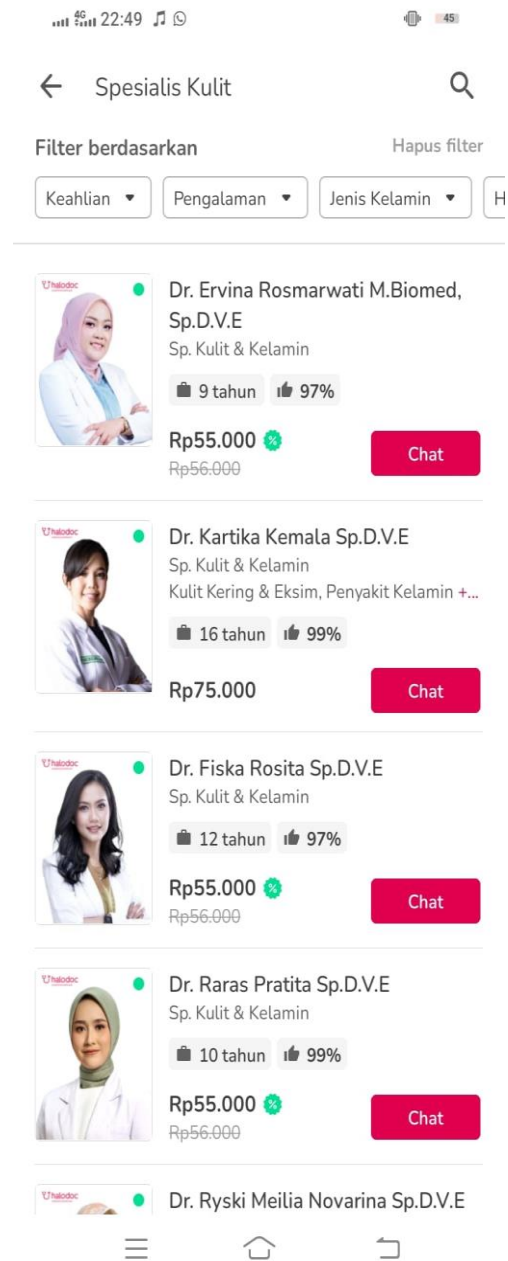 4G 22:49 45
Spesialis Kulit
Filter berdasarkan Hapus filter
Keahlian Pengalaman Jenis Kelamin H
halodoc
Dr. Ervina Rosmarwati M.Biomed,
Sp.D.V.E
Sp. Kulit & Kelamin
9 tahun 97%
Rp55.000 %
Rp56.000
Chat
halodoc
Dr. Kartika Kemala Sp.D.V.E
Sp. Kulit & Kelamin
Kulit Kering & Eksim, Penyakit Kelamin +...
16 tahun 99%
Rp75.000
Chat
halodoc
Dr. Fiska Rosita Sp.D.V.E
Sp. Kulit & Kelamin
12 tahun 97%
Rp55.000 %
Rp56.000
Chat
halodoc
Dr. Raras Pratita Sp.D.V.E
Sp. Kulit & Kelamin
10 tahun 99%
Rp55.000 %
Rp56.000
Chat
halodoc
Dr. Ryski Meilia Novarina Sp.D.V.E